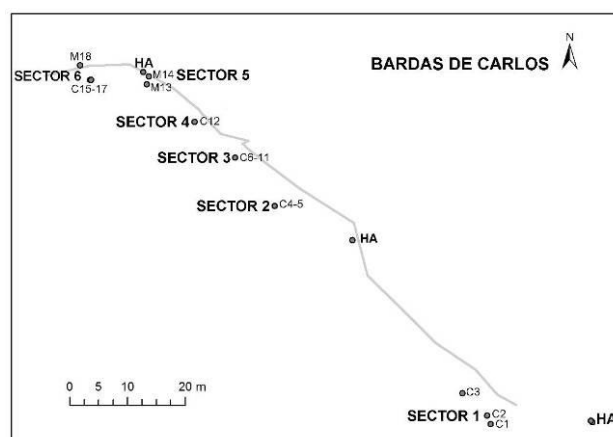 N
BARDAS DE CARLOS
M18
HA
SECTOR 6
M14 SECTOR 5
C15-17
M13
SECTOR 4 C12
SECTOR 3 C6-11
SECTOR 2 C4-5
HA
C3
0 5 10 20 m
SECTOR 1 C2
C1
HA